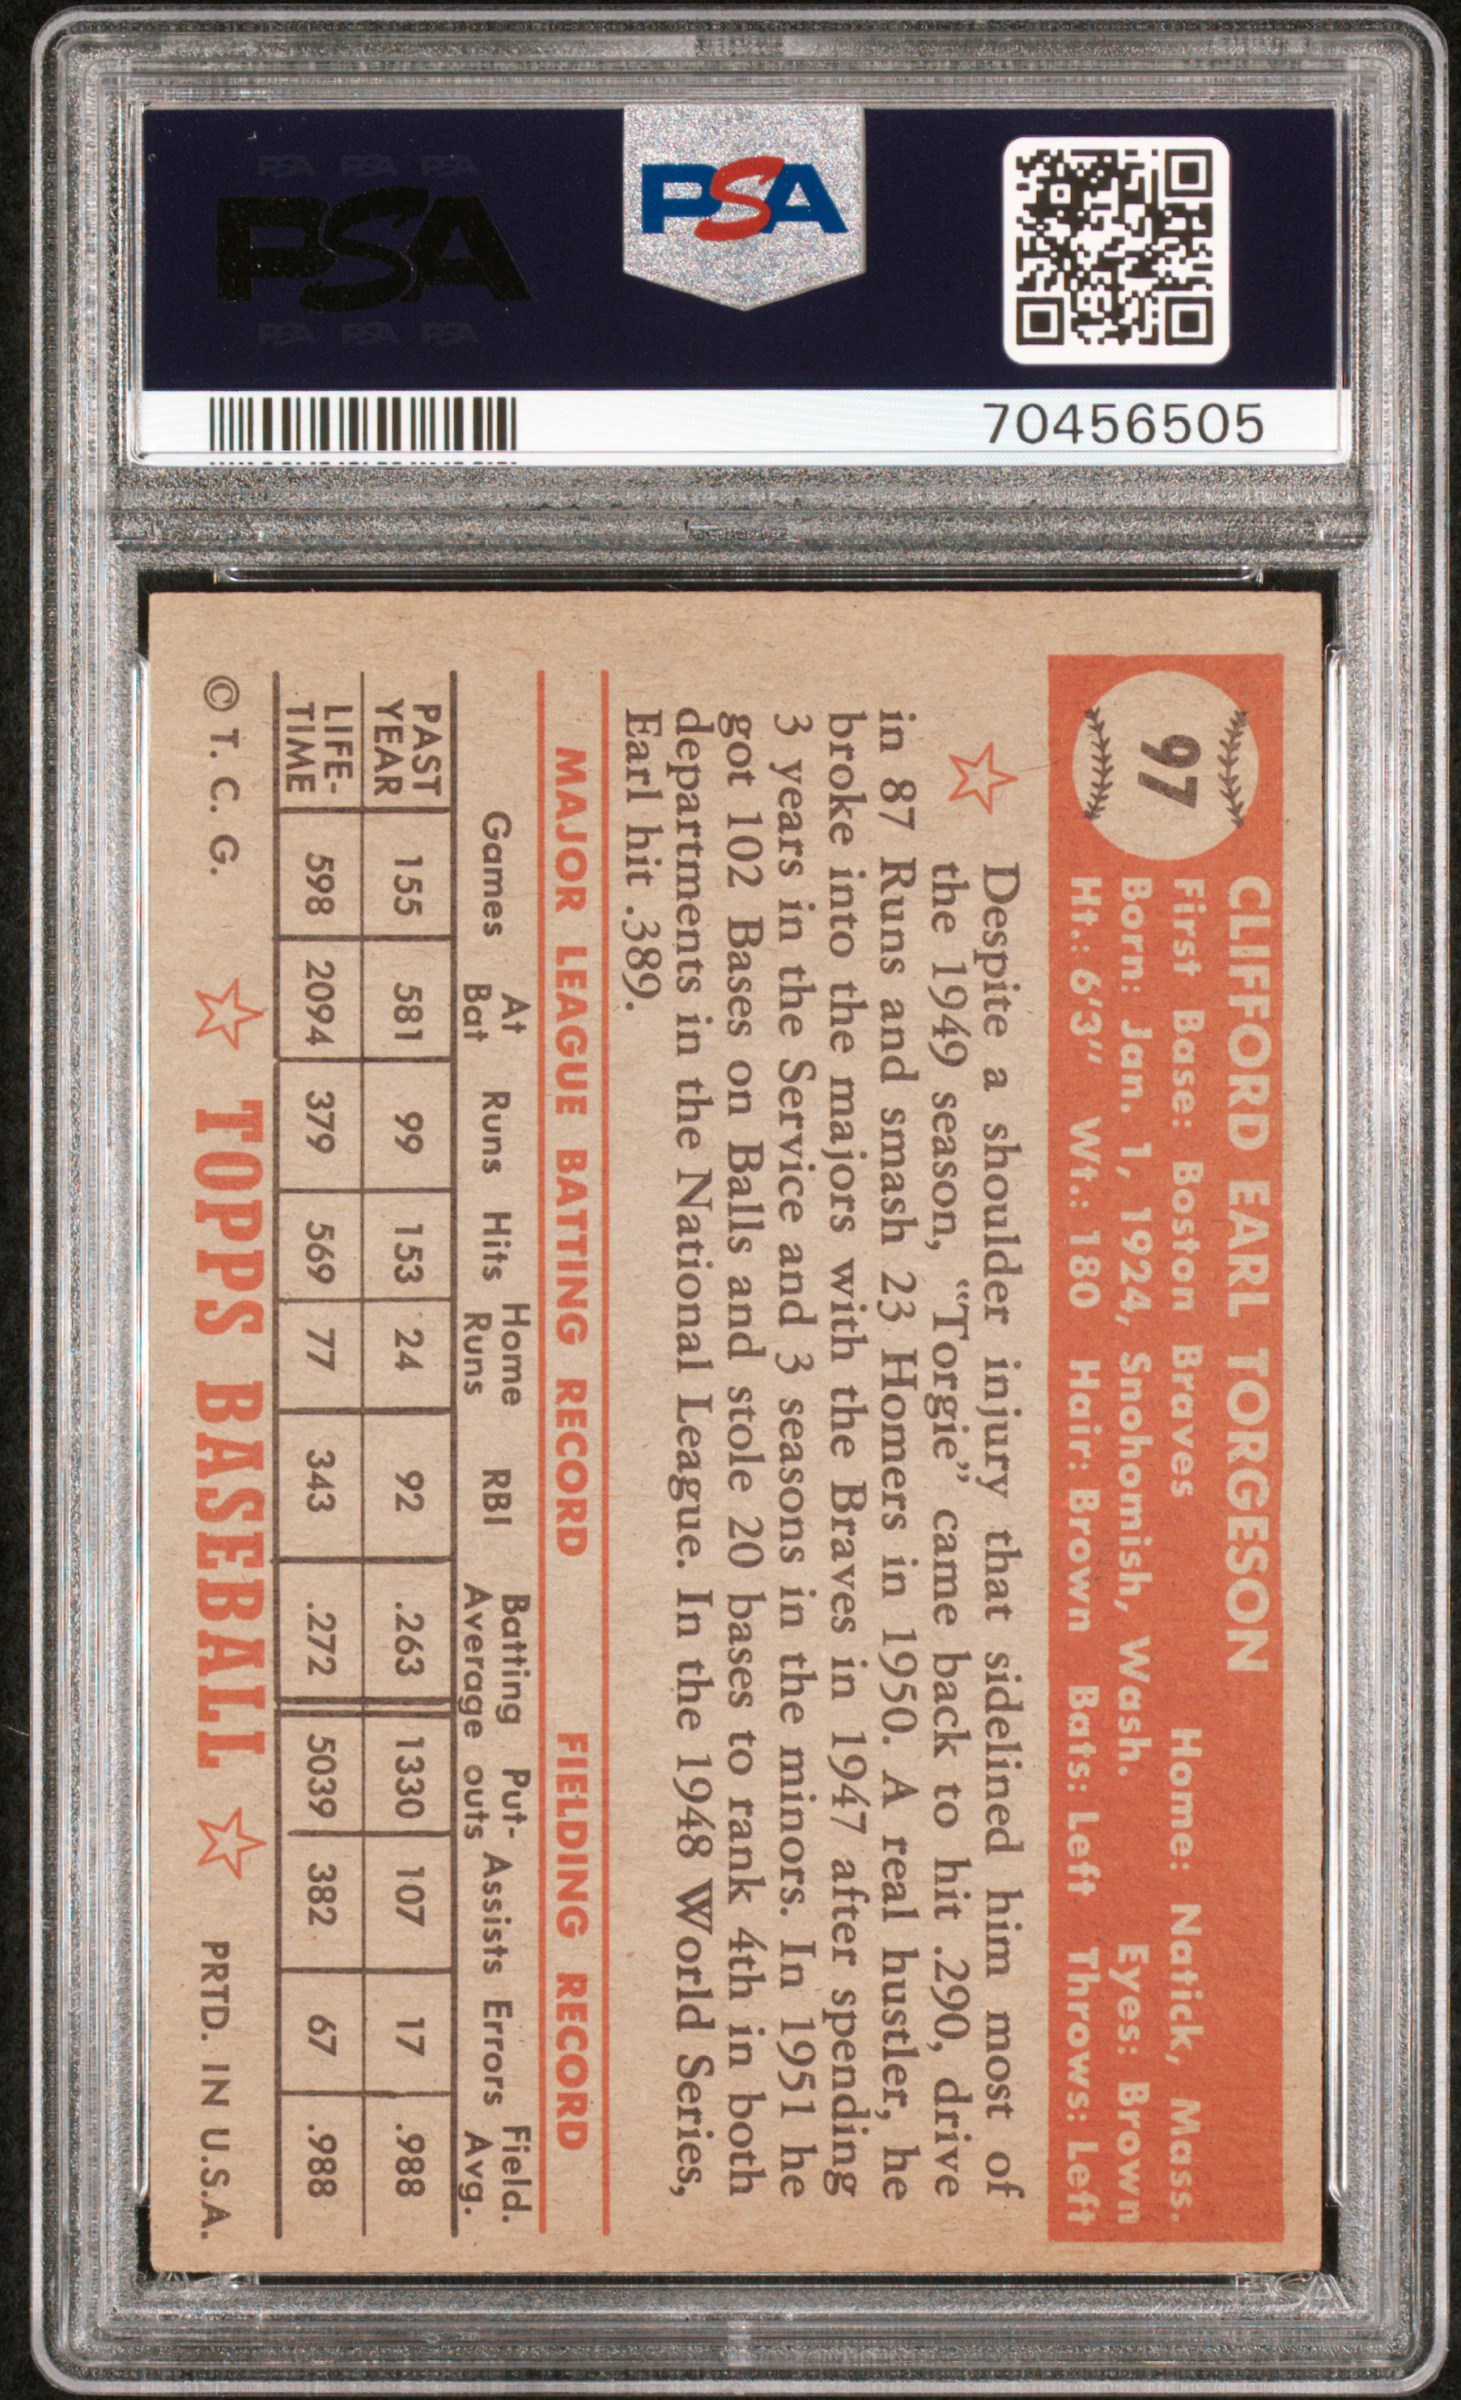 PSA PSA PSA
PSA
PSA PSA PSA
PSA
70456505
97
CLIFFORD EARL TORGESON
First Base: Boston Braves Home: Natick, Mass.
Born: Jan. 1, 1924, Snohomish, Wash. Eyes: Brown
Ht.: 6'3" Wt.: 180 Hair: Brown Bats: Left Throws: Left
Despite a shoulder injury that sidelined him most of
the 1949 season, "Torgie" came back to hit .290, drive
in 87 Runs and smash 23 Homers in 1950. A real hustler, he
broke into the majors with the Braves in 1947 after spending
3 years in the Service and 3 seasons in the minors. In 1951 he
got 102 Bases on Balls and stole 20 bases to rank 4th in both
departments in the National League. In the 1948 World Series,
Earl hit .389.
MAJOR LEAGUE BATTING RECORD FIELDING RECORD
Games At Bat Runs Hits Home Runs RBI Batting Average Put-outs Assists Errors Field. Avg.
PAST YEAR 155 581 99 153 24 92 .263 1330 107 17 .988
LIFE-TIME 598 2094 379 569 77 343 .272 5039 382 67 .988
© T. C. G. TOPPS BASEBALL PRTD. IN U.S.A.
PSA